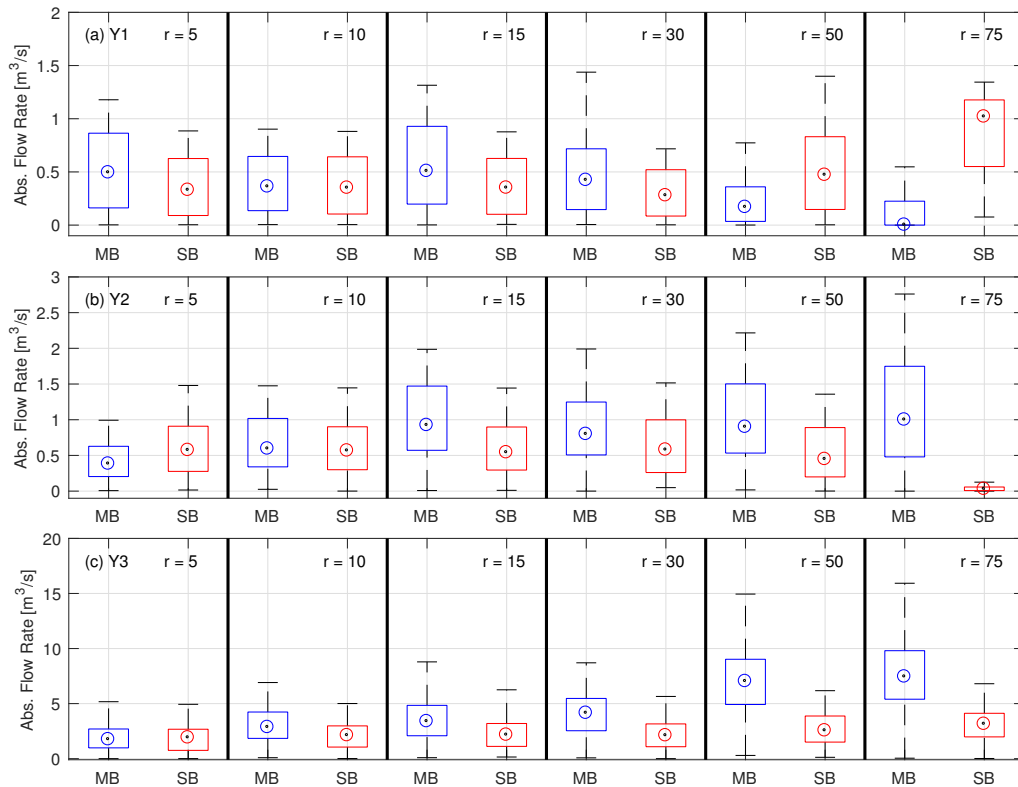 2
(a) Y1 r = 5 r = 10 r = 15 r = 30 r = 50 r = 75
1.5
1
0.5
0
Abs. Flow Rate [m³/s]
MB SB MB SB MB SB MB SB MB SB MB SB
3
(b) Y2 r = 5 r = 10 r = 15 r = 30 r = 50 r = 75
2.5
2
1.5
1
0.5
0
Abs. Flow Rate [m³/s]
MB SB MB SB MB SB MB SB MB SB MB SB
20
(c) Y3 r = 5 r = 10 r = 15 r = 30 r = 50 r = 75
15
10
5
0
Abs. Flow Rate [m³/s]
MB SB MB SB MB SB MB SB MB SB MB SB